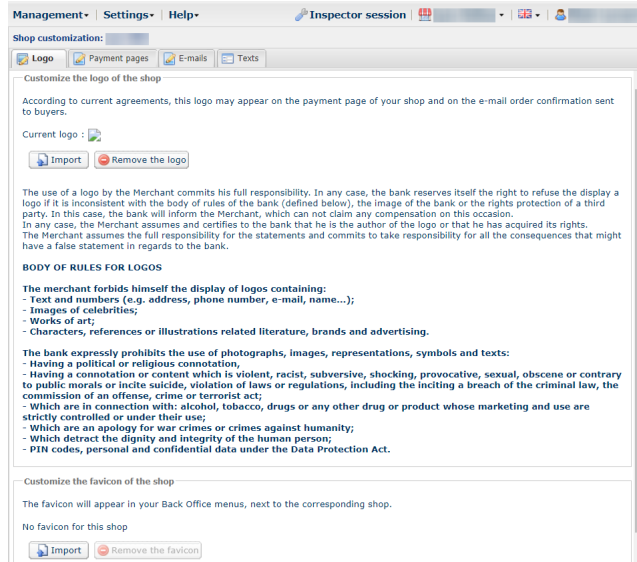 Management Settings Help Inspector session
Shop customization:
Logo Payment pages E-mails Texts
Customize the logo of the shop
According to current agreements, this logo may appear on the payment page of your shop and on the e-mail order confirmation sent
to buyers.
Current logo :
Import Remove the logo
The use of a logo by the Merchant commits his full responsibility. In any case, the bank reserves itself the right to refuse the display a
logo if it is inconsistent with the body of rules of the bank (defined below), the image of the bank or the rights protection of a third
party. In this case, the bank will inform the Merchant, which can not claim any compensation on this occasion.
In any case, the Merchant assumes and certifies to the bank that he is the author of the logo or that he has acquired its rights.
The Merchant assumes the full responsibility for the statements and commits to take responsibility for all the consequences that might
have a false statement in regards to the bank.
BODY OF RULES FOR LOGOS
The merchant forbids himself the display of logos containing:
- Text and numbers (e.g. address, phone number, e-mail, name...);
- Images of celebrities;
- Works of art;
- Characters, references or illustrations related literature, brands and advertising.
The bank expressly prohibits the use of photographs, images, representations, symbols and texts:
- Having a political or religious connotation,
- Having a connotation or content which is violent, racist, subversive, shocking, provocative, sexual, obscene or contrary
to public morals or incite suicide, violation of laws or regulations, including the inciting a breach of the criminal law, the
commission of an offense, crime or terrorist act;
- Which are in connection with: alcohol, tobacco, drugs or any other drug or product whose marketing and use are
strictly controlled or under their use;
- Which are an apology for war crimes or crimes against humanity;
- Which detract the dignity and integrity of the human person;
- PIN codes, personal and confidential data under the Data Protection Act.
Customize the favicon of the shop
The favicon will appear in your Back Office menus, next to the corresponding shop.
No favicon for this shop
Import Remove the favicon